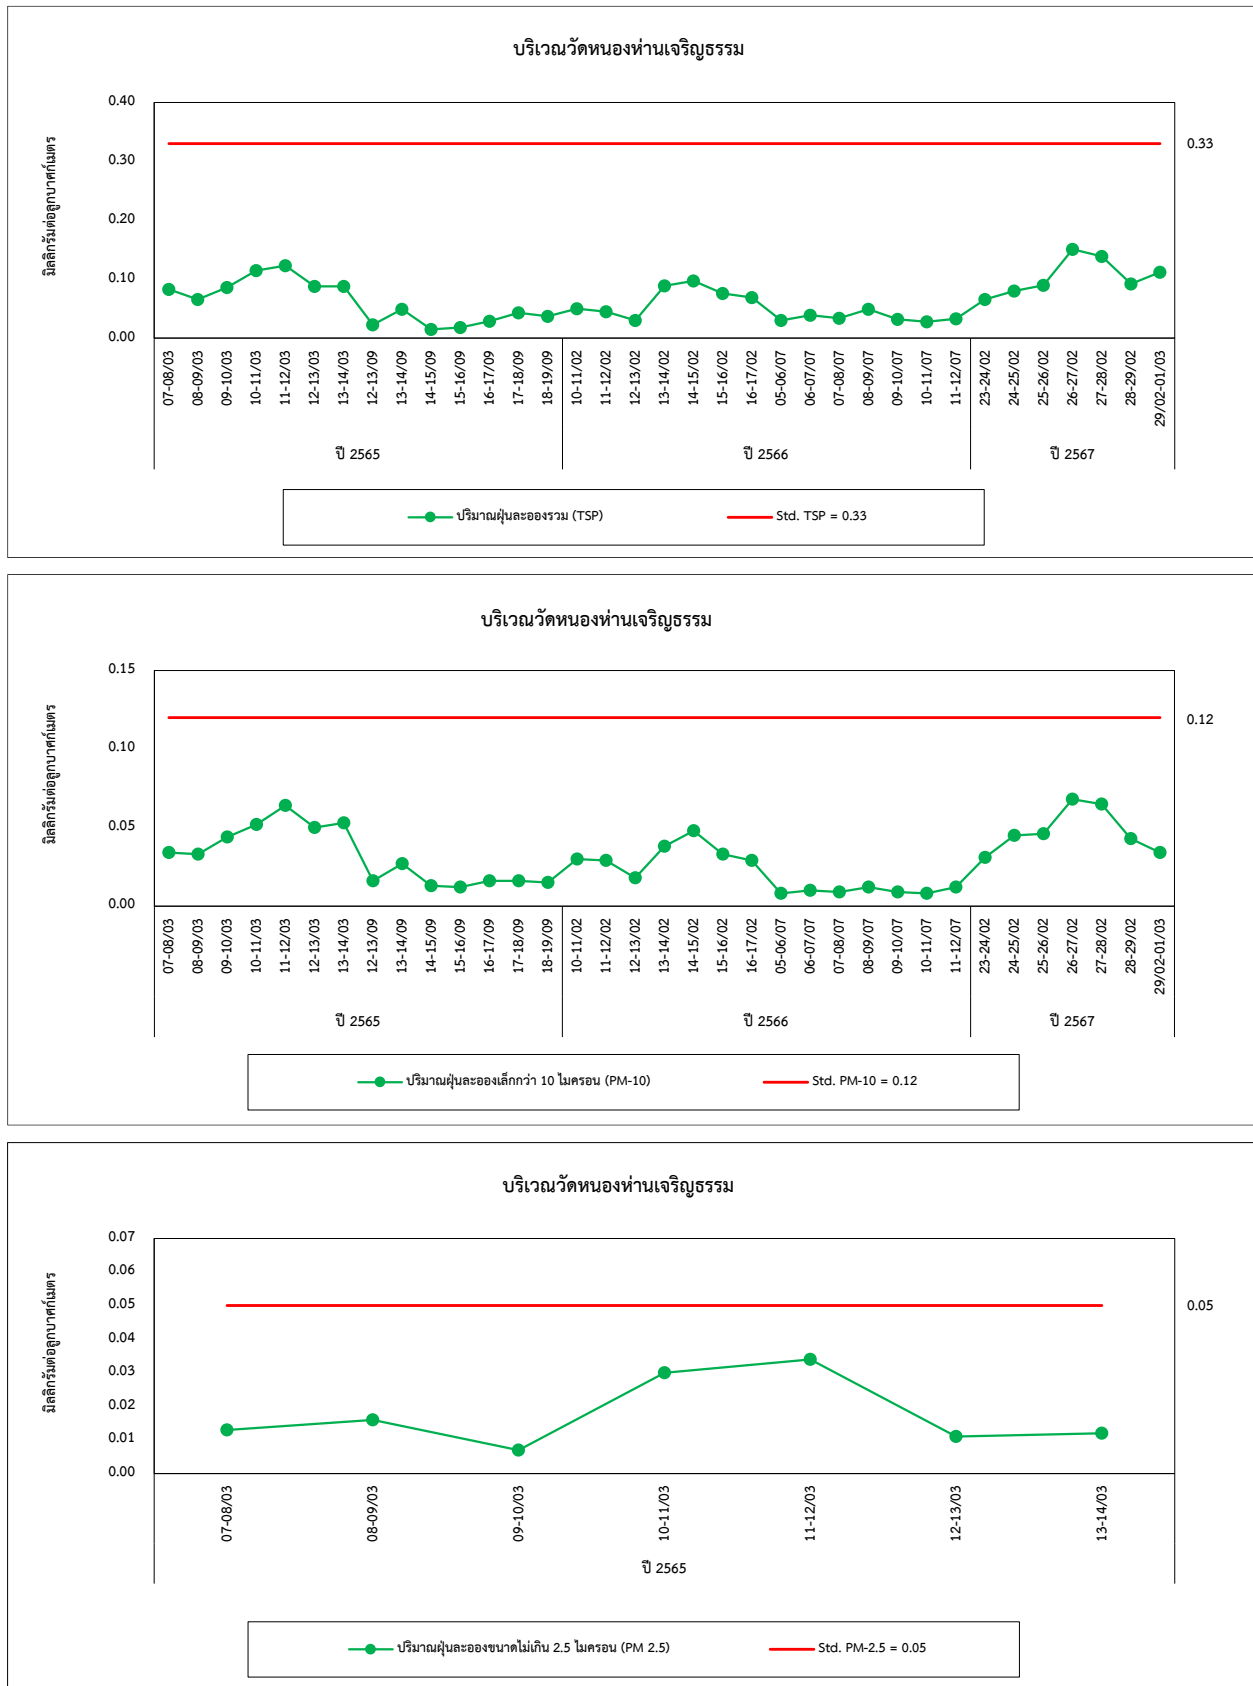 บริเวณวัดหนองห่านเจริญธรรม
มิลลิกรัมต่อลูกบาศก์เมตร
0.40
0.30
0.20
0.10
0.00
0.33
07-08/03 08-09/03 09-10/03 10-11/03 11-12/03 12-13/03 13-14/03 12-13/09 13-14/09 14-15/09 15-16/09 16-17/09 17-18/09 18-19/09 10-11/02 11-12/02 12-13/02 13-14/02 14-15/02 15-16/02 16-17/02 05-06/07 06-07/07 07-08/07 08-09/07 09-10/07 10-11/07 11-12/07 23-24/02 24-25/02 25-26/02 26-27/02 27-28/02 28-29/02 29/02-01/03
ปี 2565 ปี 2566 ปี 2567
ปริมาณฝุ่นละอองรวม (TSP) Std. TSP = 0.33
บริเวณวัดหนองห่านเจริญธรรม
มิลลิกรัมต่อลูกบาศก์เมตร
0.15
0.10
0.05
0.00
0.12
07-08/03 08-09/03 09-10/03 10-11/03 11-12/03 12-13/03 13-14/03 12-13/09 13-14/09 14-15/09 15-16/09 16-17/09 17-18/09 18-19/09 10-11/02 11-12/02 12-13/02 13-14/02 14-15/02 15-16/02 16-17/02 05-06/07 06-07/07 07-08/07 08-09/07 09-10/07 10-11/07 11-12/07 23-24/02 24-25/02 25-26/02 26-27/02 27-28/02 28-29/02 29/02-01/03
ปี 2565 ปี 2566 ปี 2567
ปริมาณฝุ่นละอองเล็กกว่า 10 ไมครอน (PM-10) Std. PM-10 = 0.12
บริเวณวัดหนองห่านเจริญธรรม
มิลลิกรัมต่อลูกบาศก์เมตร
0.07
0.06
0.05
0.04
0.03
0.02
0.01
0.00
0.05
07-08/03 08-09/03 09-10/03 10-11/03 11-12/03 12-13/03 13-14/03
ปี 2565
ปริมาณฝุ่นละอองขนาดไม่เกิน 2.5 ไมครอน (PM 2.5) Std. PM-2.5 = 0.05